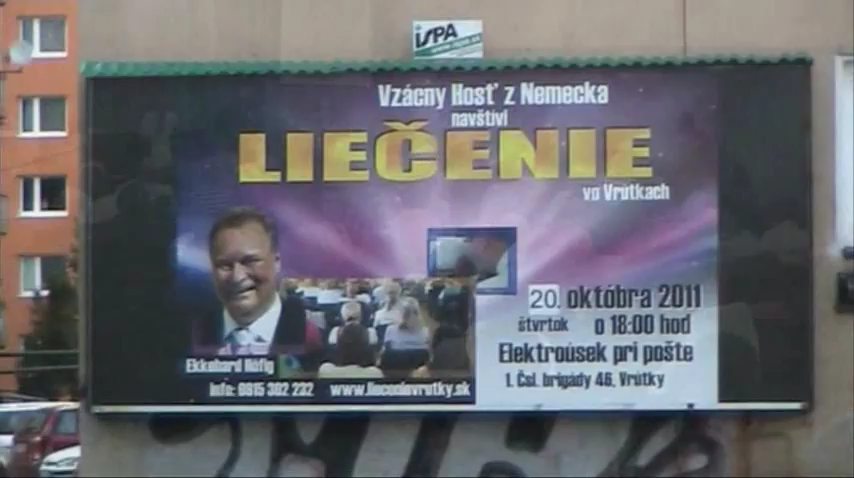 ISPA
Vzácny Hosť z Nemecka
navštívi
LIEČENIE
vo Vrútkach
20. októbra 2011
štvrtok o 18:00 hod
Elektroúsek pri pošte
1. Čsl. brigády 46, Vrútky
Ekkehard Höfig
Info: 0915 302 232 www.liecenievrutky.sk